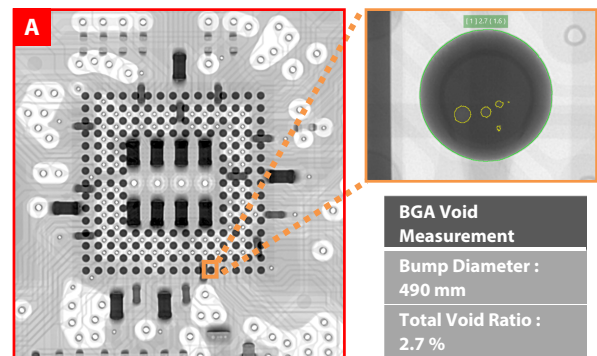 A
[ 1 ] 2.7 ( 1.6 )
BGA Void
Measurement
Bump Diameter :
490 mm
Total Void Ratio :
2.7 %